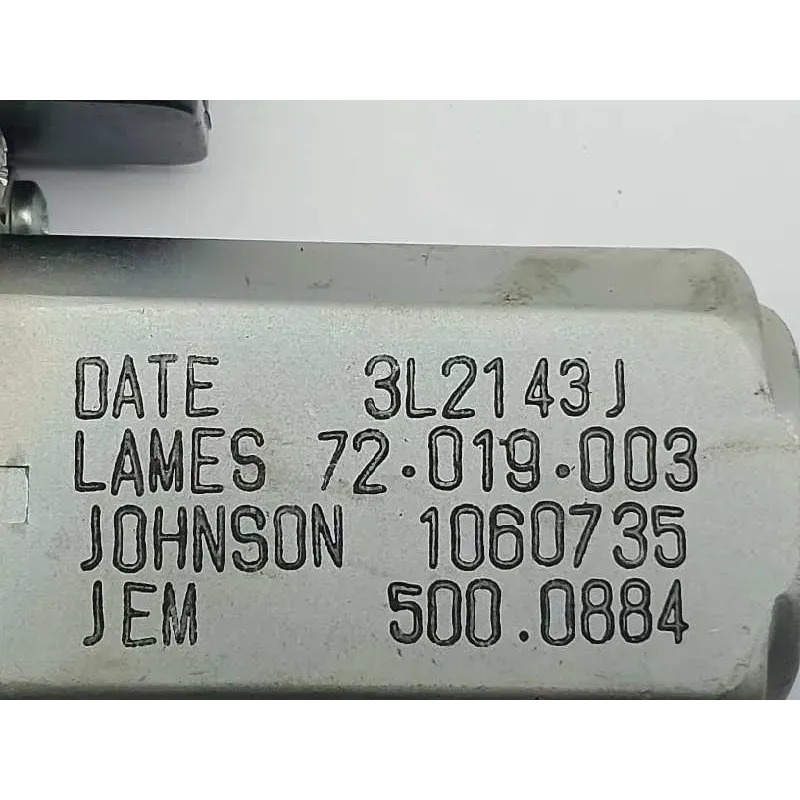 DATE 3L2143J
LAMES 72.019.003
JOHNSON 1060735
JEM 500.0884